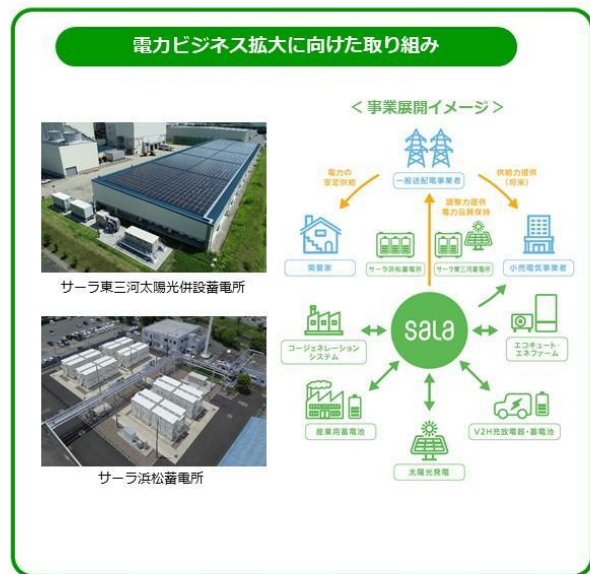 電力ビジネス拡大に向けた取り組み
<事業展開イメージ>
電力の
安定供給
一般送配電事業者
供給力提供
(将来)
調整力提供
電力品質保持
需要家
サーラ浜松蓄電所
サーラ東三河蓄電所
小売電気事業者
サーラ東三河太陽光併設蓄電所
sala
コージェネレーション
システム
エコキュート・
エネファーム
産業用蓄電池
V2H充放電器・蓄電池
太陽光発電
サーラ浜松蓄電所